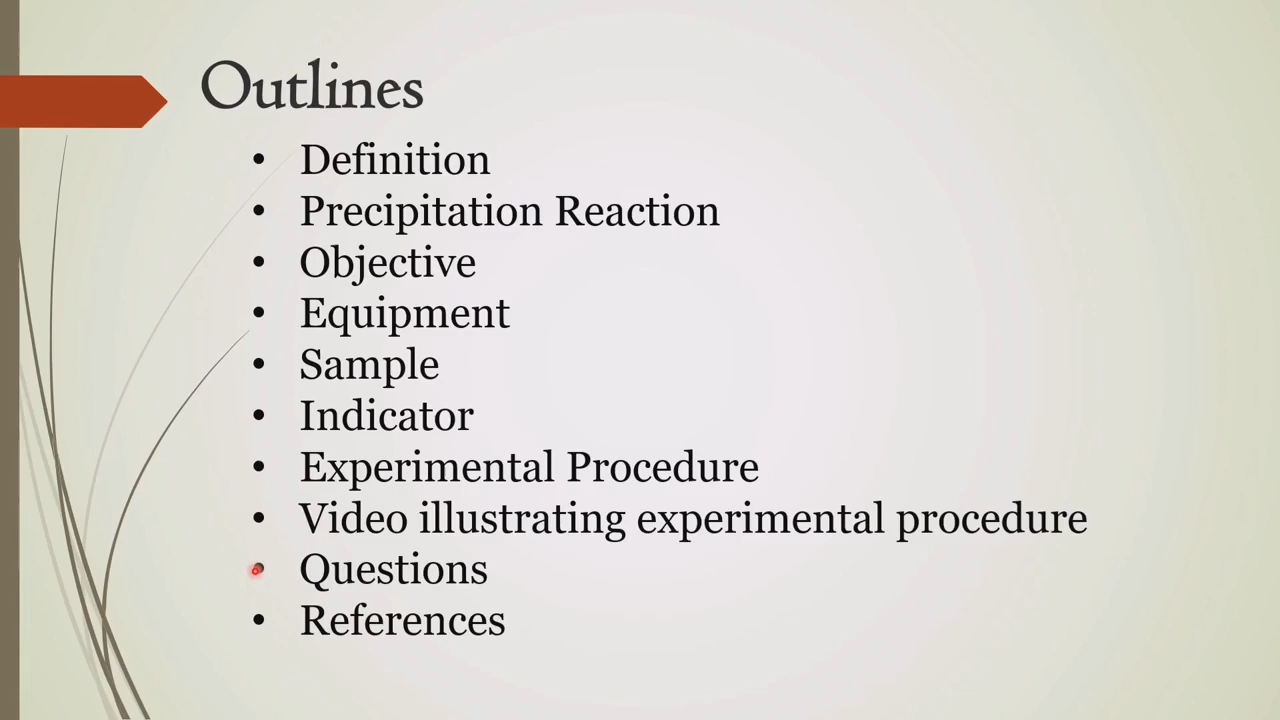 Outlines
• Definition
• Precipitation Reaction
• Objective
• Equipment
• Sample
• Indicator
• Experimental Procedure
• Video illustrating experimental procedure
• Questions
• References